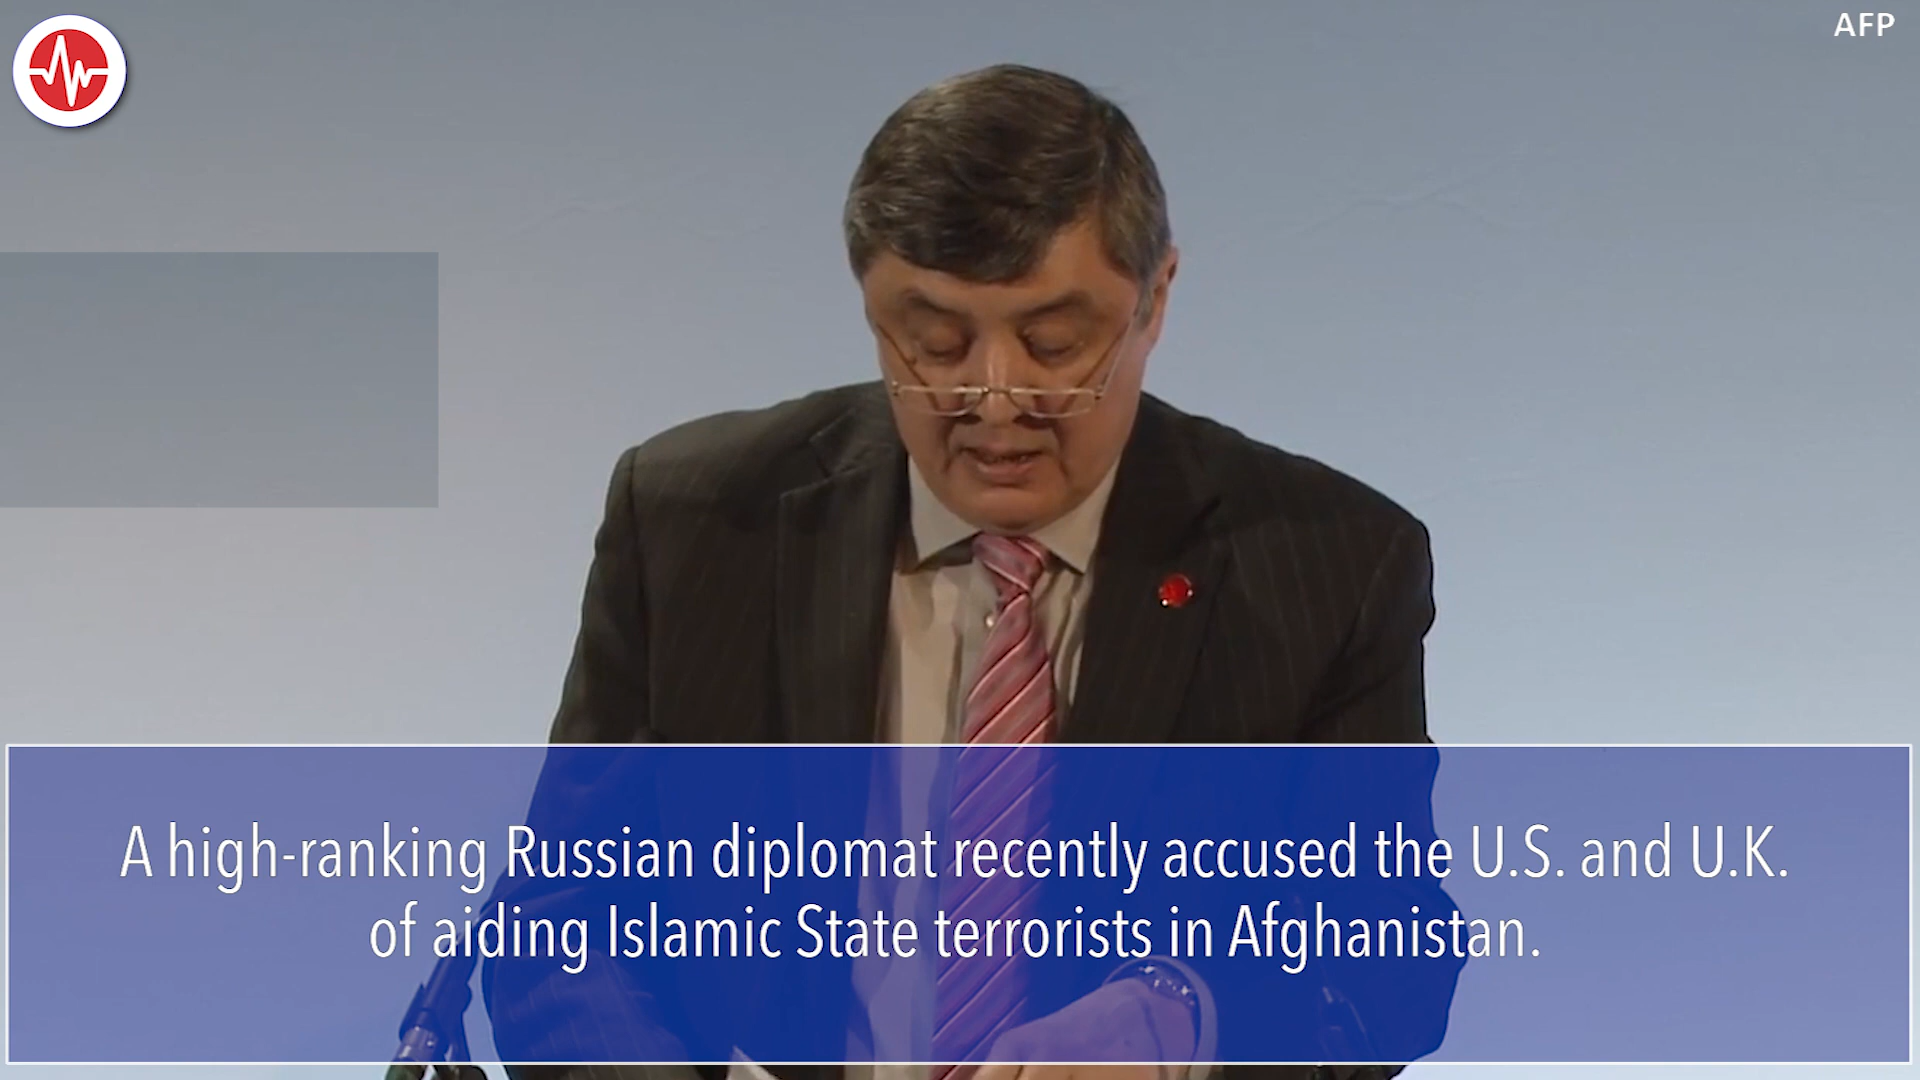 AFP
A high-ranking Russian diplomat recently accused the U.S. and U.K.
of aiding Islamic State terrorists in Afghanistan.